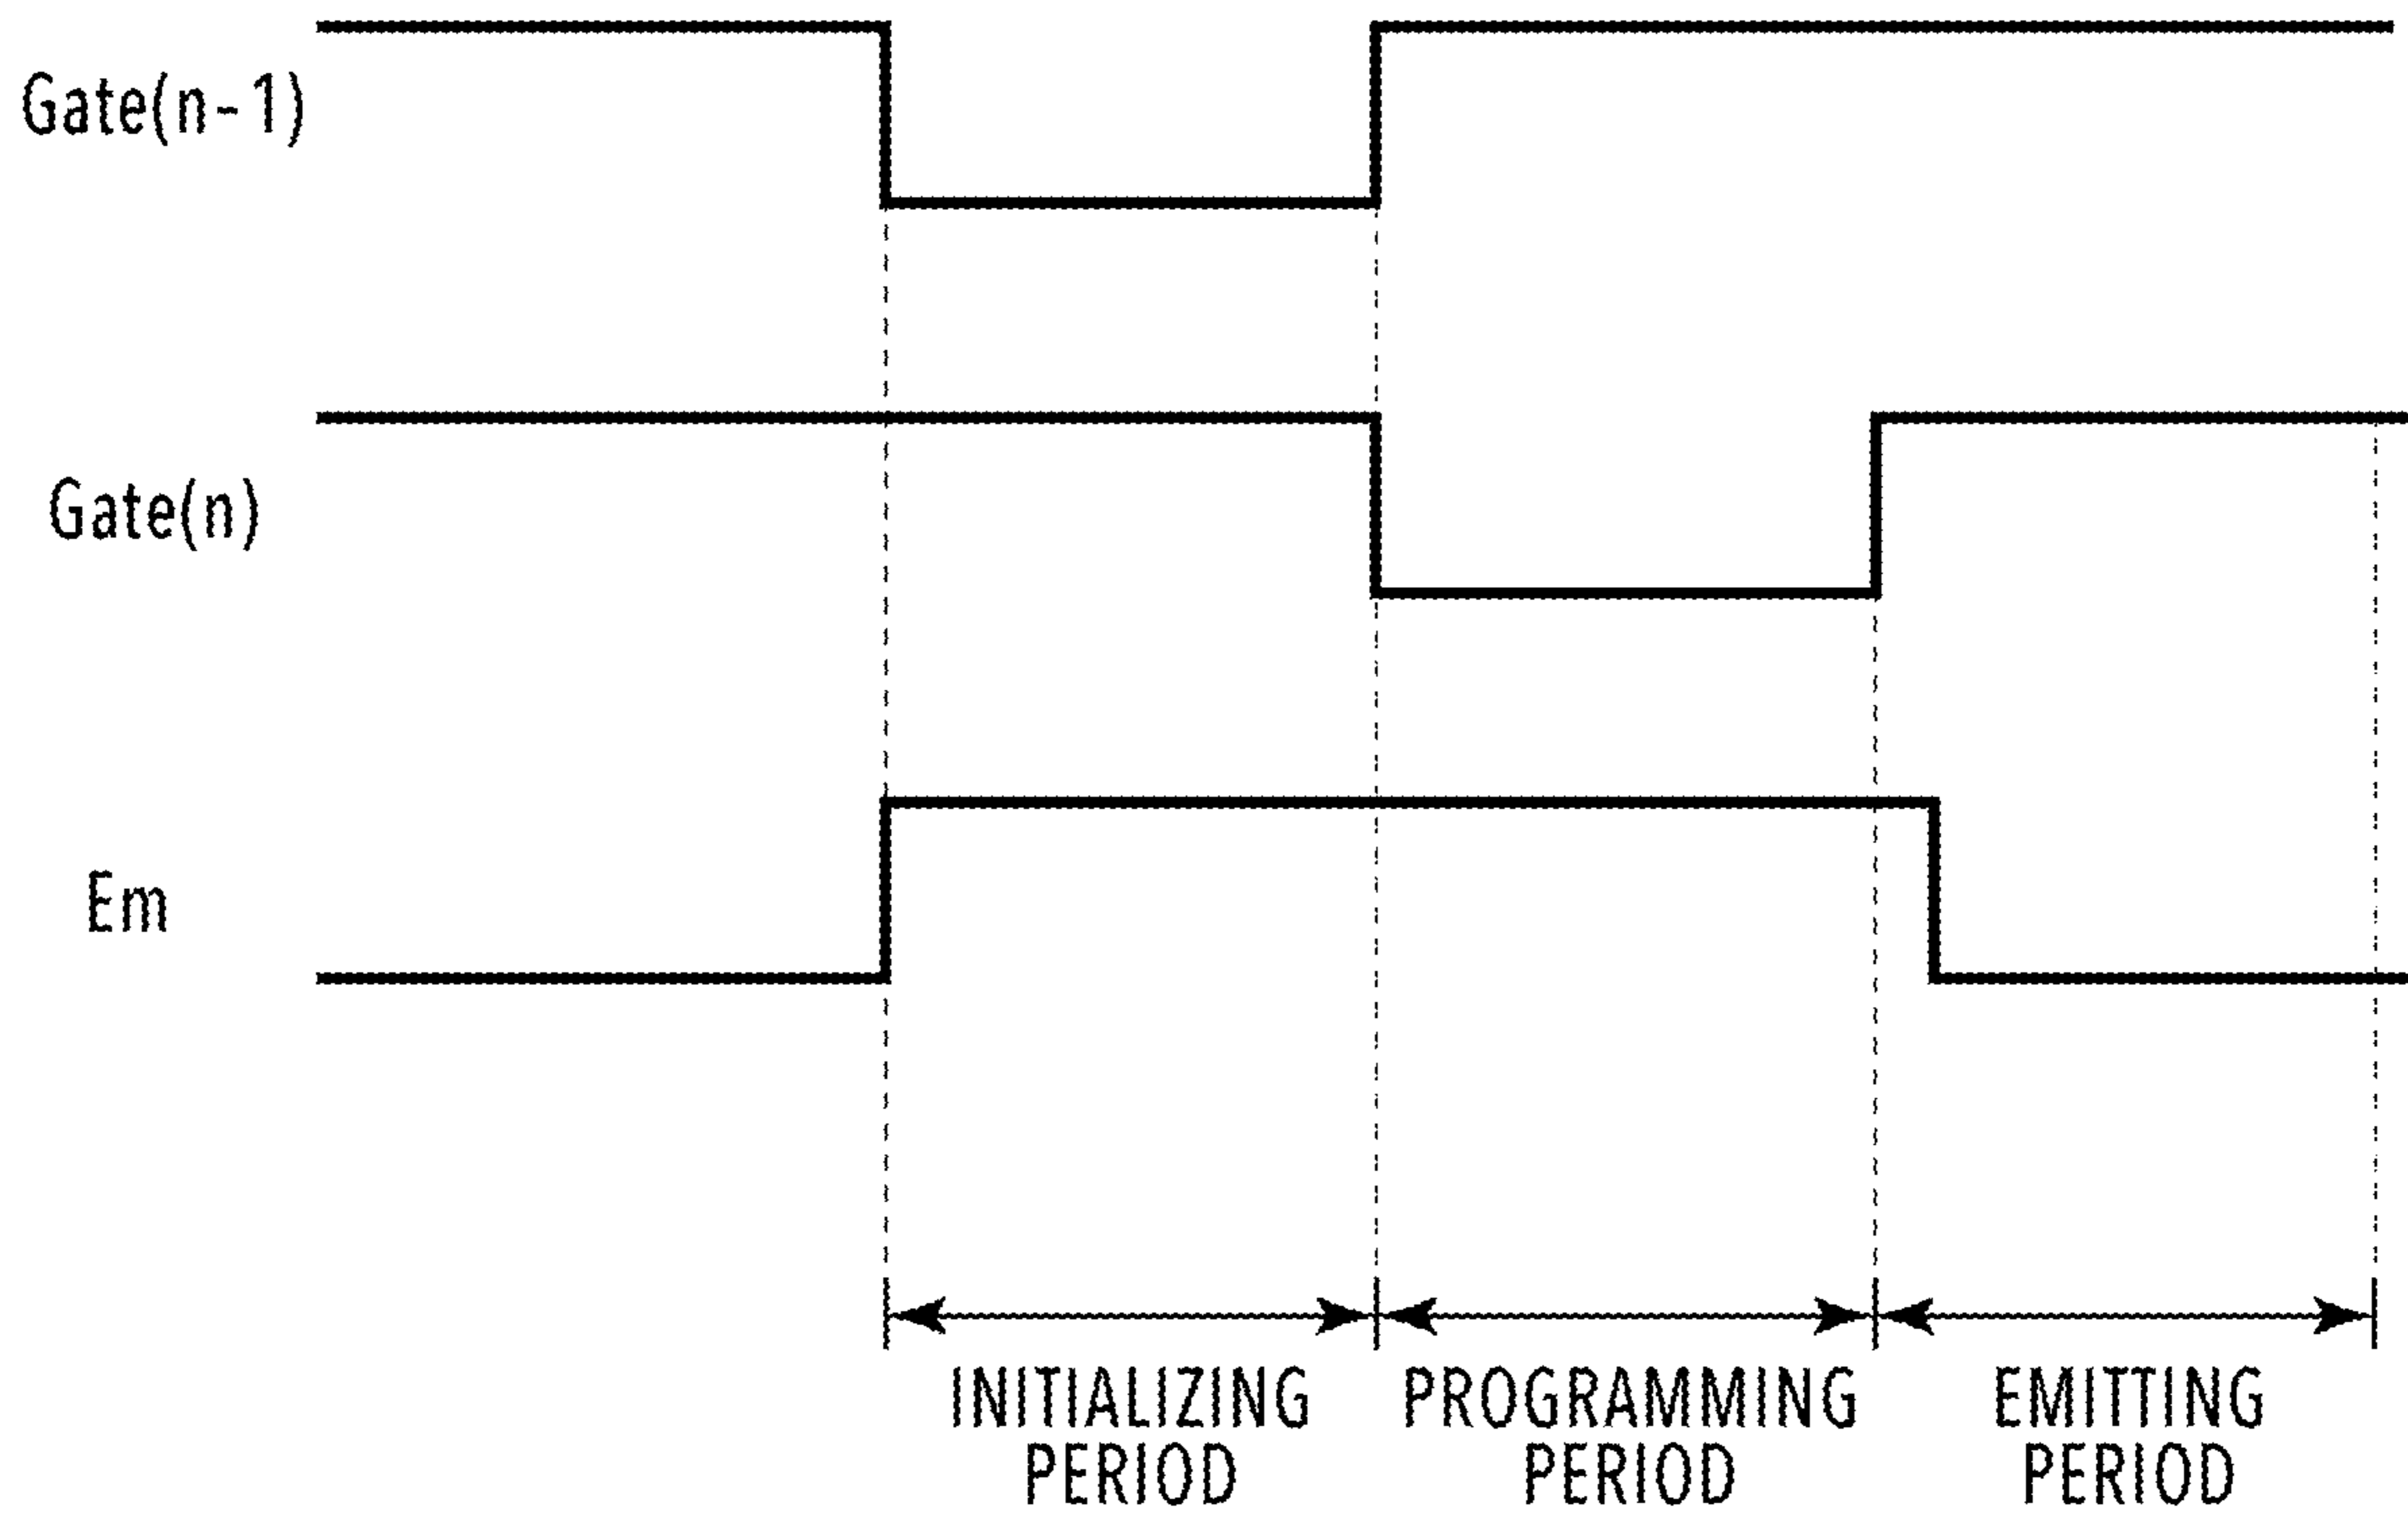 Gate(n-1)
Gate(n)
Em
INITIALIZING
PERIOD
PROGRAMMING
PERIOD
EMITTING
PERIOD